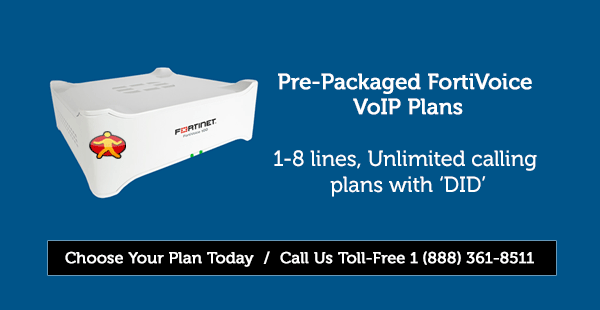 Pre-Packaged FortiVoice
VoIP Plans
FORTINET
1-8 lines, Unlimited calling
plans with ‘DID’
Choose Your Plan Today / Call Us Toll-Free 1 (888) 361-8511